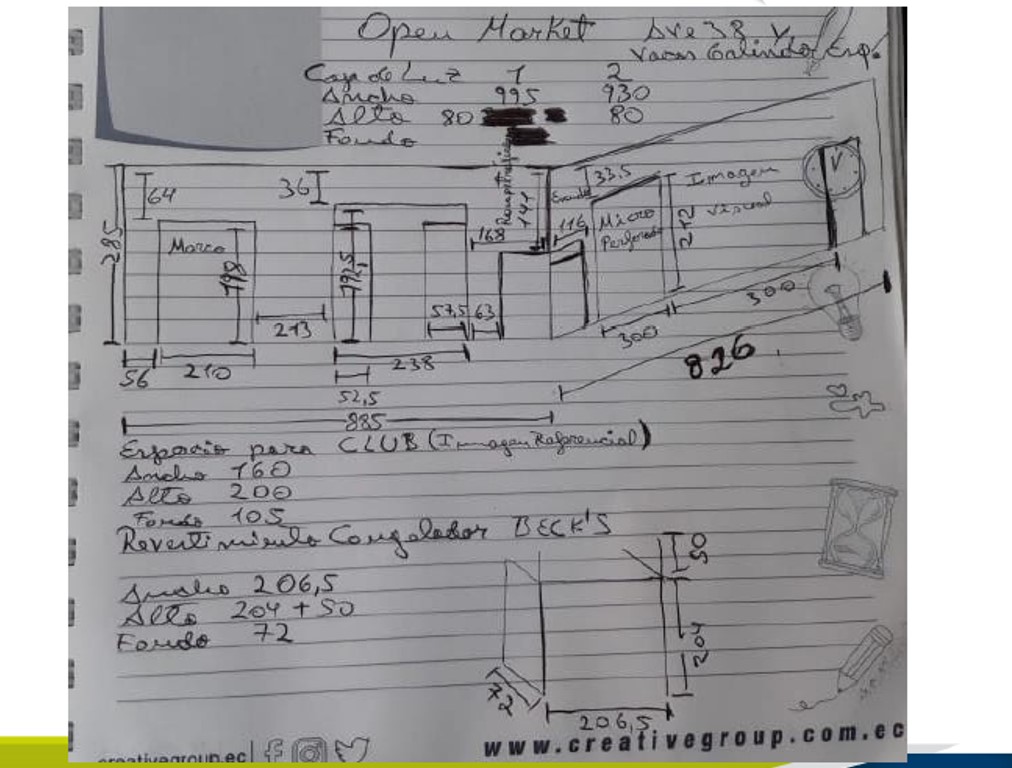 Open Market Ave 38 y
Vacas Galindo Esq.
Caja de Luz 1 2
Ancho 995 930
Alto 80 80
Fondo
64
36
33,5
Imagen
Visual
Marco
285
198
192,5
168
141
116
Micro
Perforado
212
213
57,5
63
300
300
56
210
238
826
52,5
885
Espacio para CLUB (Imagen Referencial)
Ancho 160
Alto 200
Fondo 105
Revestimiento Congelador BECK'S
50
Ancho 206,5
Alto 204 + 50
Fondo 72
204
72
206,5
www.creativegroup.com.ec
creativegroup.ec